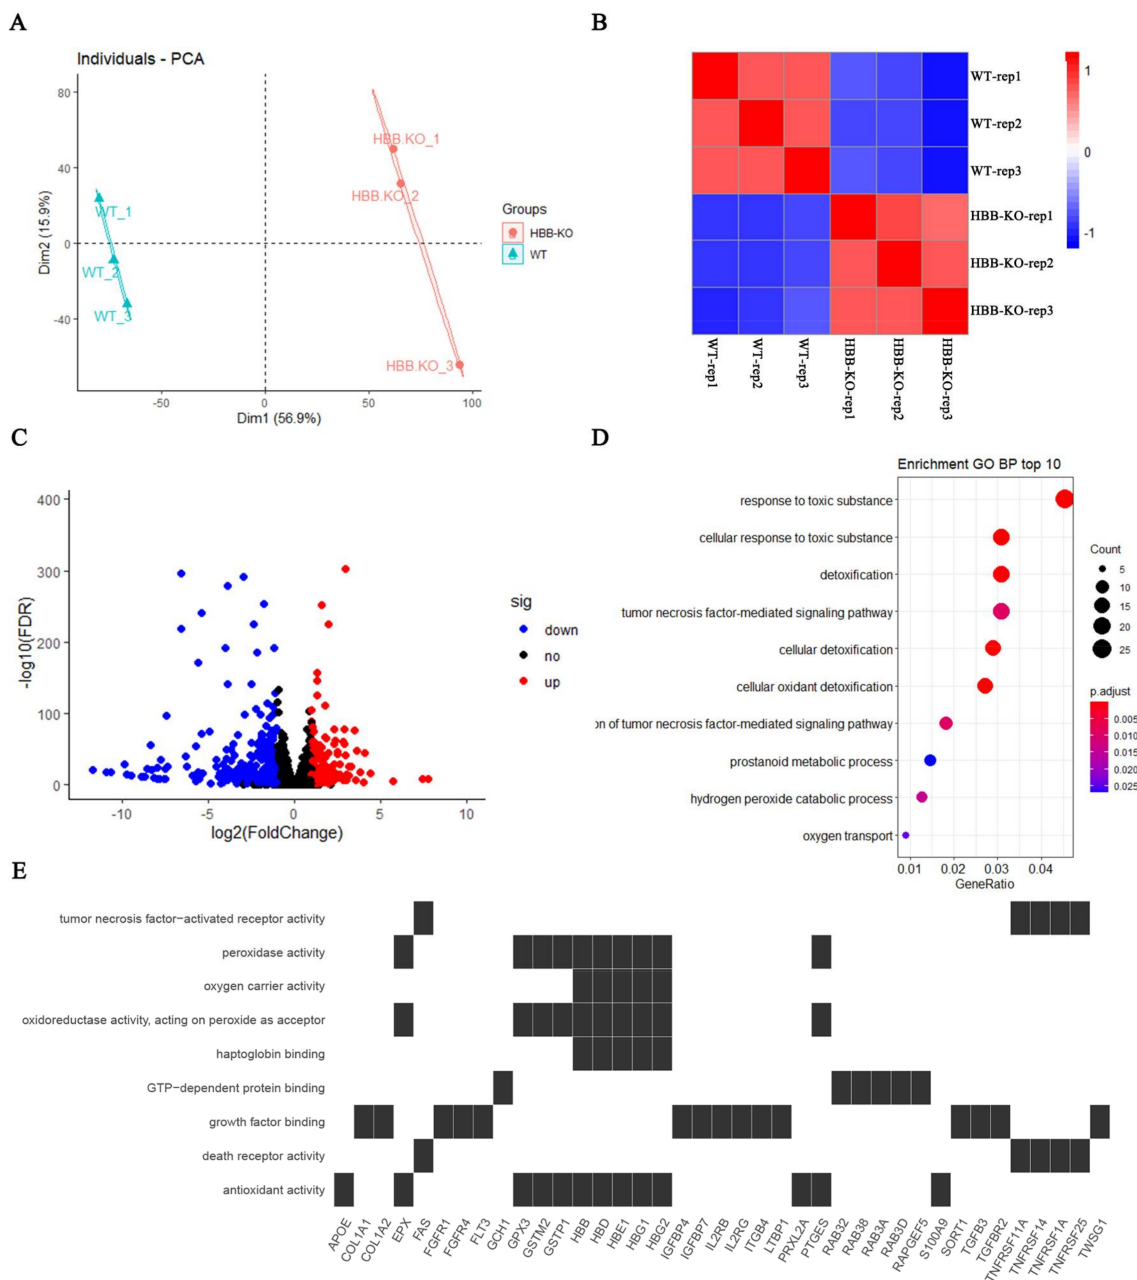 A
Individuals - PCA
80
40
0
-40
Dim2 (15.9%)
-50
0
50
100
Dim1 (56.9%)
HBB.KO_1
HBB.KO_2
HBB.KO_3
WT_1
WT_2
WT_3
Groups
HBB-KO
WT
B
WT-rep1
WT-rep2
WT-rep3
HBB-KO-rep1
HBB-KO-rep2
HBB-KO-rep3
WT-rep1
WT-rep2
WT-rep3
HBB-KO-rep1
HBB-KO-rep2
HBB-KO-rep3
1
0
-1
C
400
300
200
100
0
-log10(FDR)
-10
-5
0
5
10
log2(FoldChange)
sig
down
no
up
D
Enrichment GO BP top 10
response to toxic substance
cellular response to toxic substance
detoxification
tumor necrosis factor-mediated signaling pathway
cellular detoxification
cellular oxidant detoxification
on of tumor necrosis factor-mediated signaling pathway
prostanoid metabolic process
hydrogen peroxide catabolic process
oxygen transport
0.01
0.02
0.03
0.04
GeneRatio
Count
5
10
15
20
25
p.adjust
0.005
0.010
0.015
0.020
0.025
E
tumor necrosis factor−activated receptor activity
peroxidase activity
oxygen carrier activity
oxidoreductase activity, acting on peroxide as acceptor
haptoglobin binding
GTP−dependent protein binding
growth factor binding
death receptor activity
antioxidant activity
APOE
COL1A1
COL1A2
EPX
FAS
FGFR1
FGFR4
FLT3
GCH1
GPX3
GSTM2
GSTP1
HBB
HBD
HBE1
HBG1
HBG2
IGFBP4
IGFBP7
IL2RB
IL2RG
ITGB4
LTBP1
PRXL2A
PTGES
RAB32
RAB38
RAB3A
RAB3D
RAPGEF5
S100A9
SORT1
TGFB3
TGFBR2
TNFRSF11A
TNFRSF14
TNFRSF1A
TNFRSF25
TWSG1